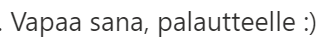 . Vapaa sana, palautteelle :)